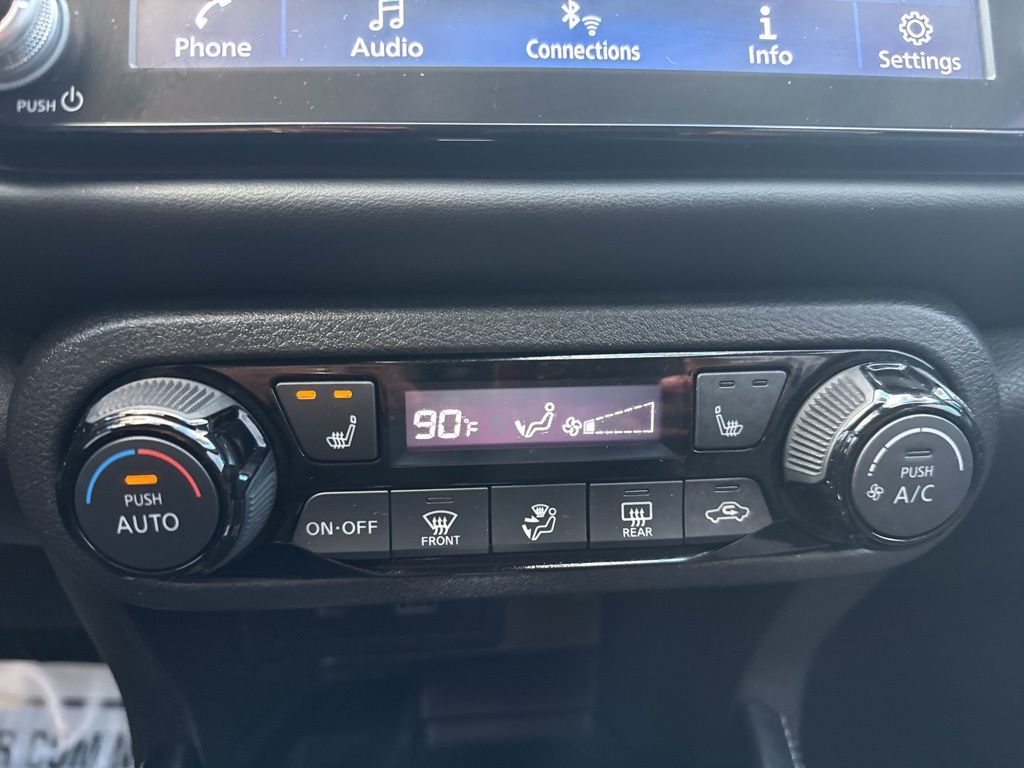 Phone Audio Connections Info Settings
PUSH
90°F
PUSH
AUTO
PUSH
A/C
ON·OFF
FRONT
REAR